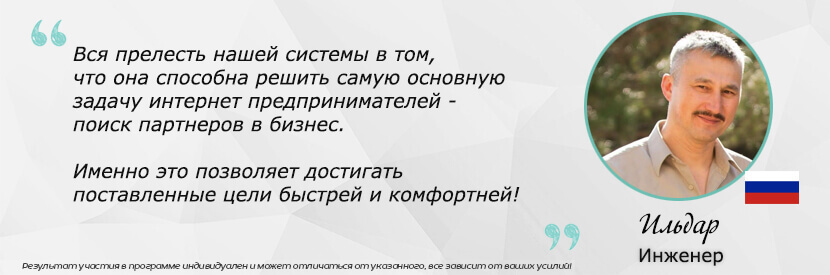 Вся прелесть нашей системы в том,
что она способна решить самую основную
задачу интернет предпринимателей -
поиск партнеров в бизнес.
Именно это позволяет достигать
поставленные цели быстрей и комфортней!
Ильдар
Инженер
Результат участия в программе индивидуален и может отличаться от указанного, все зависит от ваших усилий!